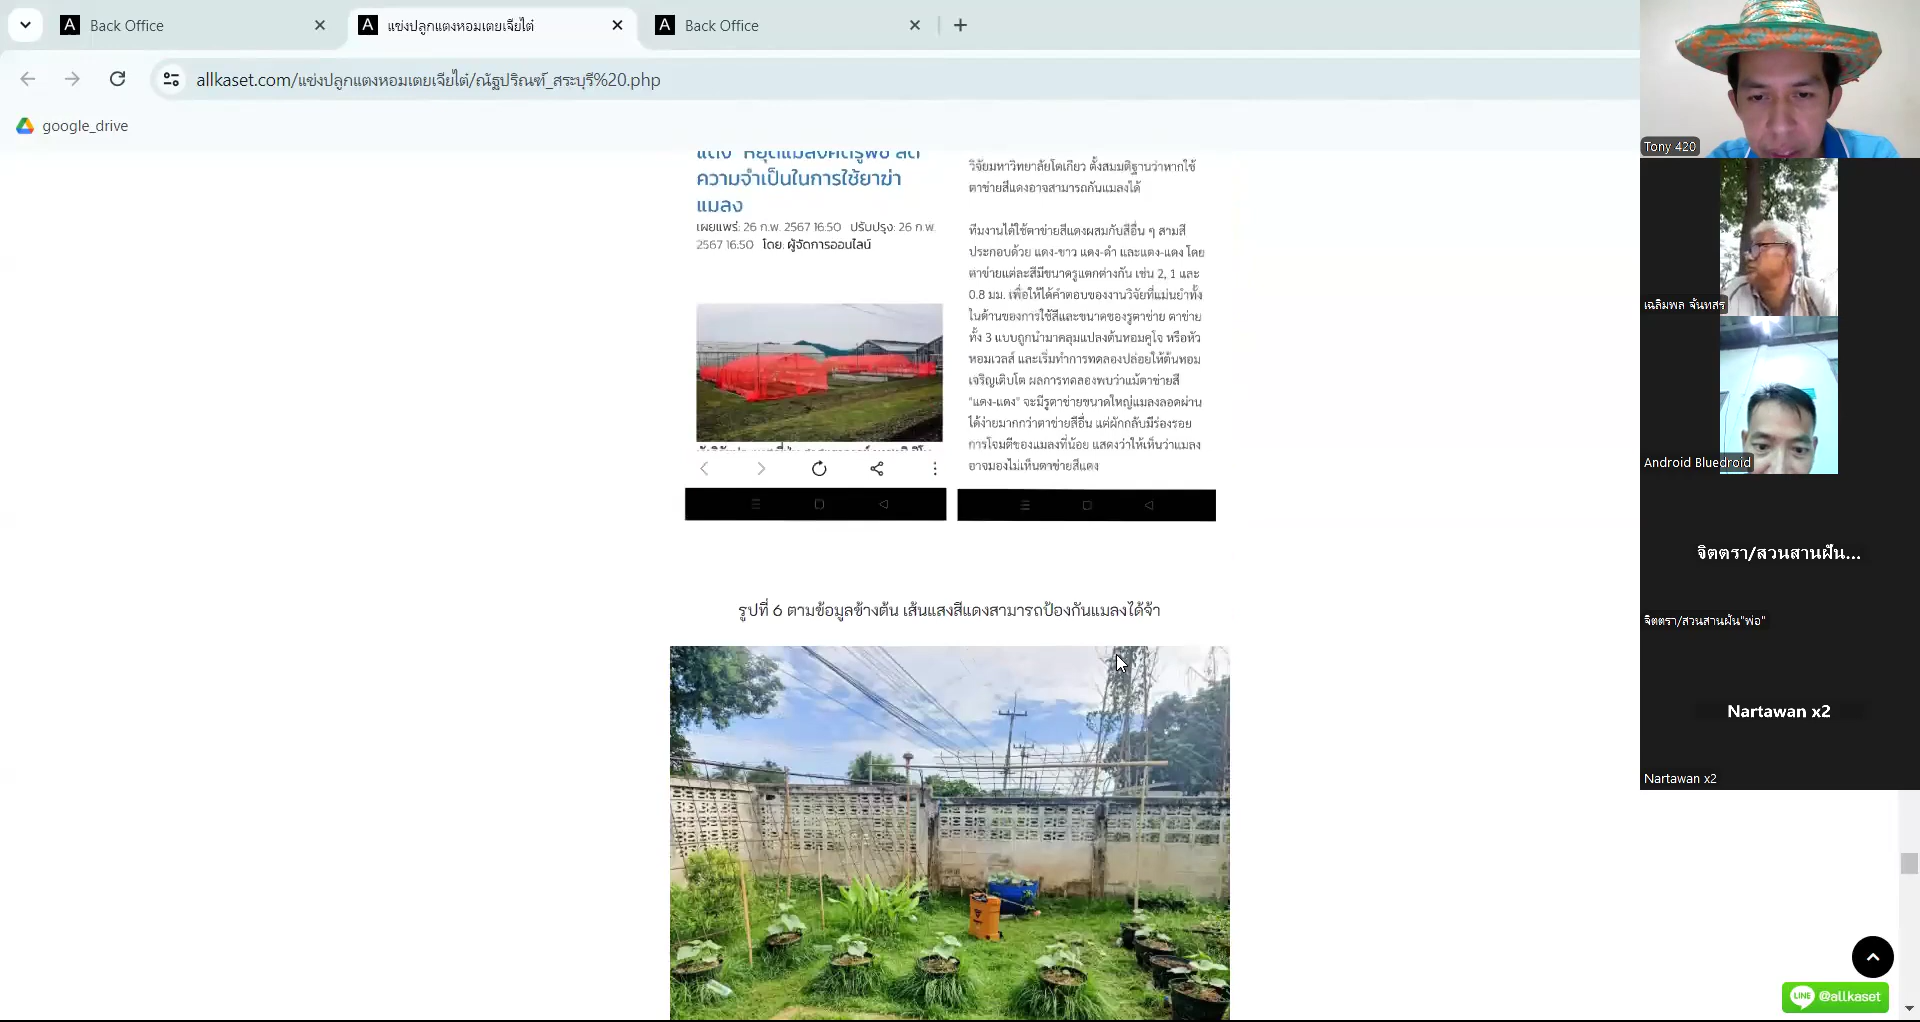 Back Office
แข่งปลูกแตงหอมเตยเจียไต๋
Back Office
allkaset.com/แข่งปลูกแตงหอมเตยเจียไต๋/ณัฐปริณฑ์_สระบุรี%20.php
google_drive
แดง" หยุดแมลงศัตรูพืช ลด
ความจำเป็นในการใช้ยาฆ่า
แมลง
เผยแพร่: 26 ก.พ. 2567 16:50 ปรับปรุง: 26 ก.พ.
2567 16:50 โดย: ผู้จัดการออนไลน์
วิจัยมหาวิทยาลัยโตเกียว ตั้งสมมติฐานว่าหากใช้
ตาข่ายสีแดงอาจสามารถกันแมลงได้
ทีมงานได้ใช้ตาข่ายสีแดงผสมกับสีอื่น ๆ สามสี
ประกอบด้วย แดง-ขาว แดง-ดำ และแดง-แดง โดย
ตาข่ายแต่ละสีมีขนาดรูแตกต่างกัน เช่น 2, 1 และ
0.8 มม. เพื่อให้ได้คำตอบของงานวิจัยที่แม่นยำทั้ง
ในด้านของการใช้สีและขนาดของรูตาข่าย ตาข่าย
ทั้ง 3 แบบถูกนำมาคลุมแปลงต้นหอมคูโจ หรือหัว
หอมเวลส์ และเริ่มทำการทดลองปล่อยให้ต้นหอม
เจริญเติบโต ผลการทดลองพบว่าแม้ตาข่ายสี
"แดง-แดง" จะมีรูตาข่ายขนาดใหญ่แมลงลอดผ่าน
ได้ง่ายมากกว่าตาข่ายสีอื่น แต่ผักกลับมีร่องรอย
การโจมตีของแมลงที่น้อย แสดงว่าให้เห็นว่าแมลง
อาจมองไม่เห็นตาข่ายสีแดง
รูปที่ 6 ตามข้อมูลข้างต้น เส้นแสงสีแดงสามารถป้องกันแมลงได้จ้า
Tony 420
เฉลิมพล จันทสร
Android Bluedroid
จิตตรา/สวนสานฝัน...
จิตตรา/สวนสานฝัน"พ่อ"
Nartawan x2
Nartawan x2
LINE @allkaset